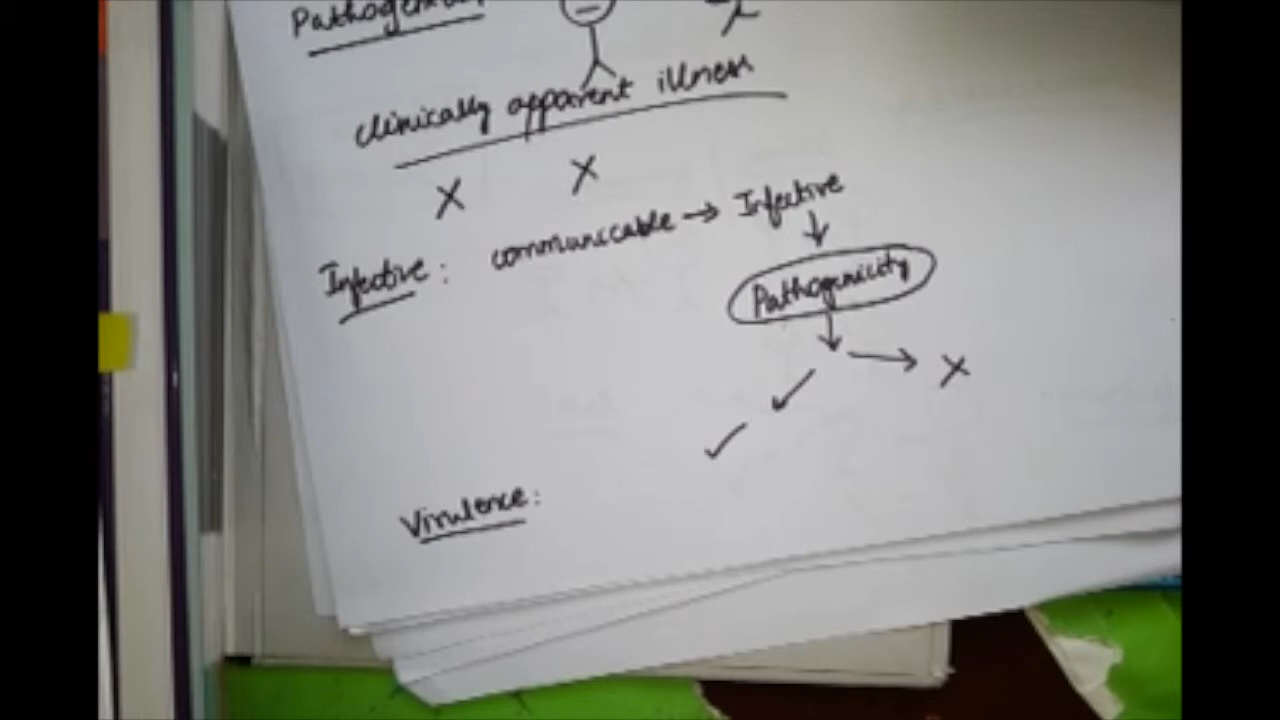 clinically apparent illness
X X
Infective: communicable → Infective
↓
Pathogenicity
↓ → X
✓
Virulence: